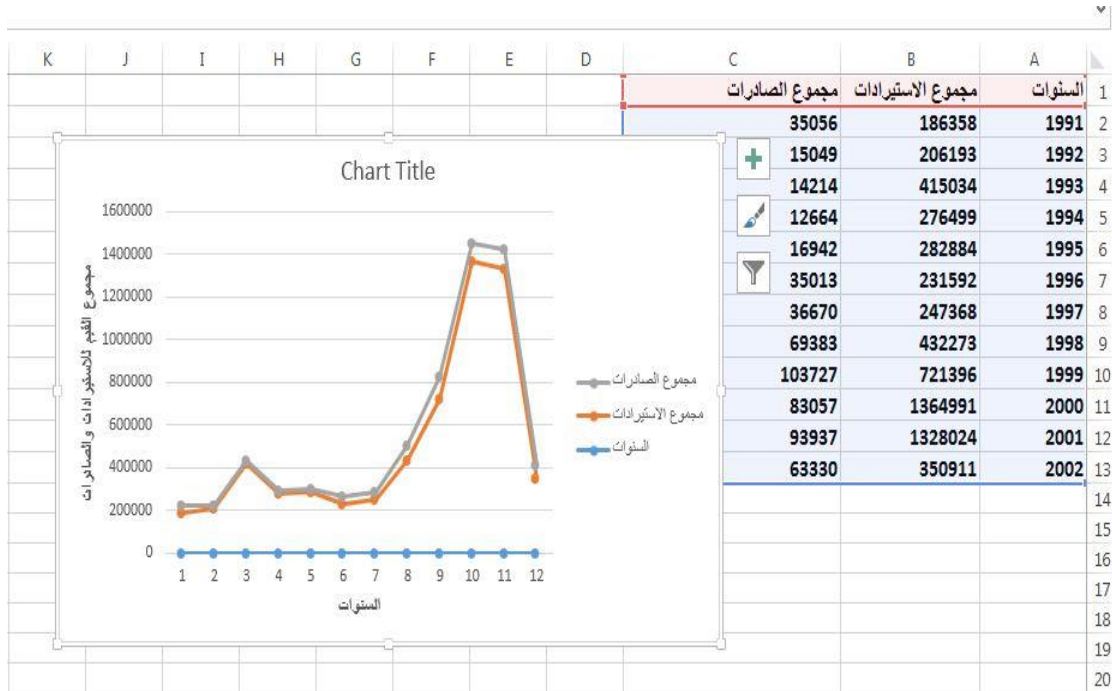 K J I H G F E D C B A
السنوات مجموع الاستيرادات مجموع الصادرات 1
1991 186358 35056 2
1992 206193 15049 3
1993 415034 14214 4
1994 276499 12664 5
1995 282884 16942 6
1996 231592 35013 7
1997 247368 36670 8
1998 432273 69383 9
1999 721396 103727 10
2000 1364991 83057 11
2001 1328024 93937 12
2002 350911 63330 13
14
15
16
17
18
19
20
Chart Title
1600000
1400000
1200000
1000000
800000
600000
400000
200000
0
مجموع القيم للاستيرادات والصادرات
1 2 3 4 5 6 7 8 9 10 11 12
السنوات
مجموع الصادرات
مجموع الاستيرادات
السنوات